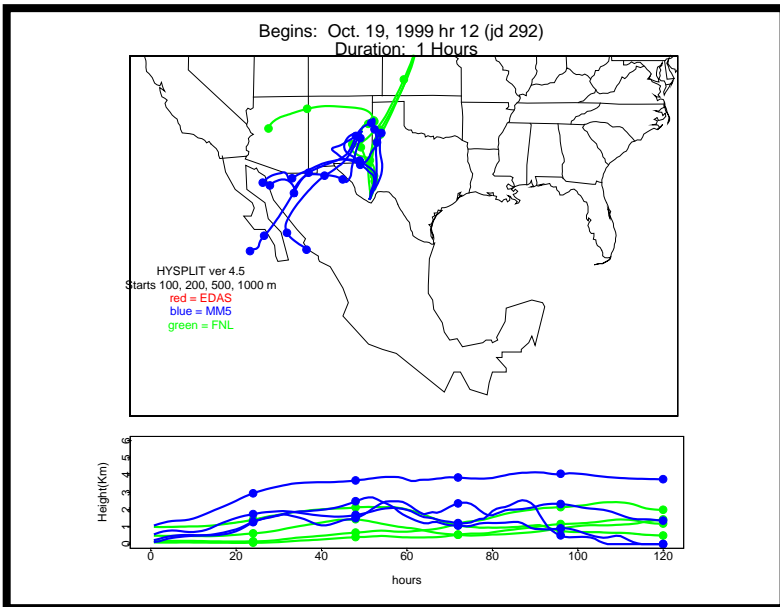 Begins: Oct. 19, 1999 hr 12 (jd 292)
Duration: 1 Hours
HYSPLIT ver 4.5
Starts 100, 200, 500, 1000 m
red = EDAS
blue = MM5
green = FNL
Height(Km)
6
5
4
3
2
1
0
0 20 40 60 80 100 120
hours